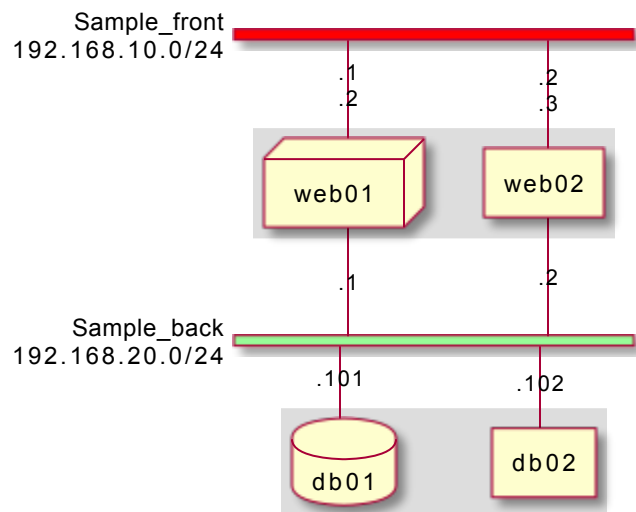 Sample_front
192.168.10.0/24
.1
.2
.2
.3
web01
web02
.1
.2
Sample_back
192.168.20.0/24
.101
.102
db01
db02